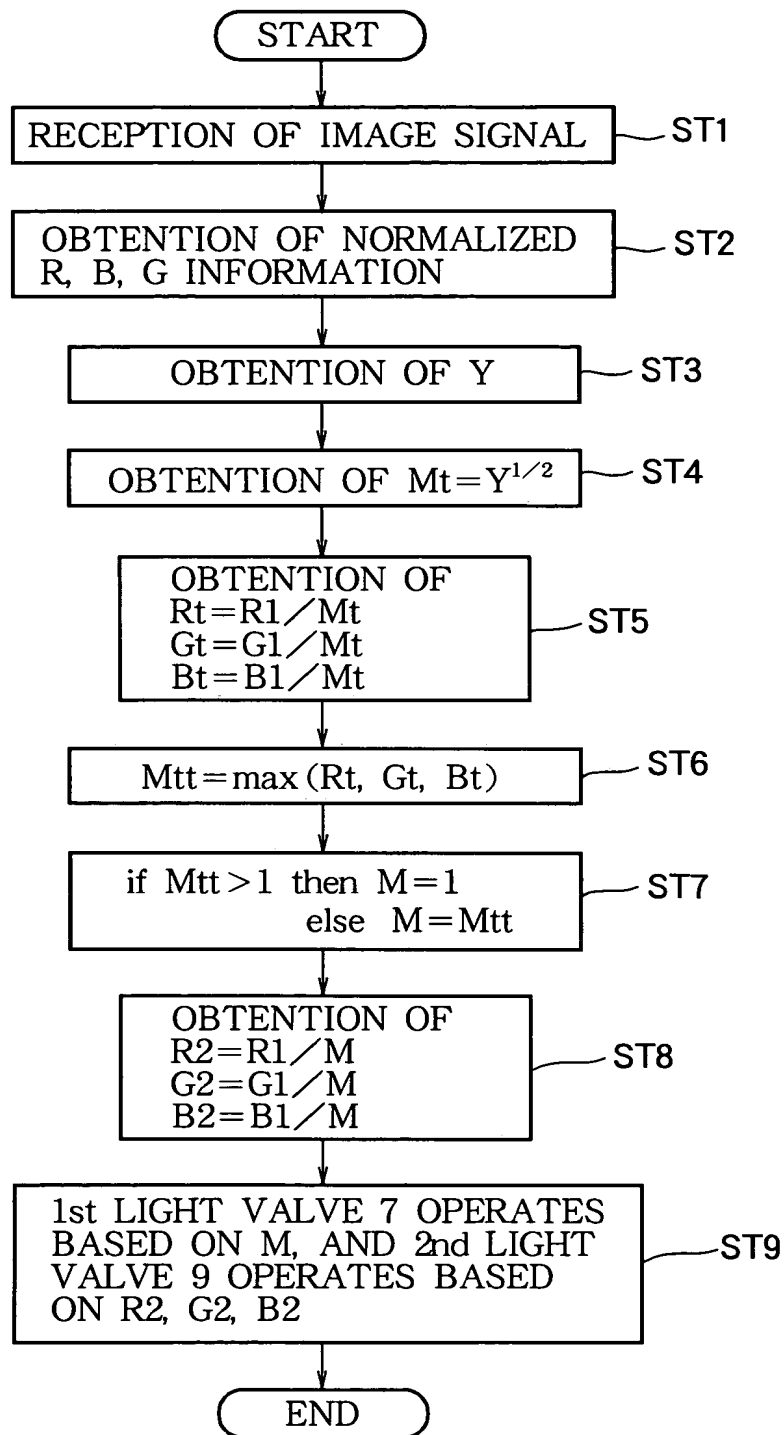 START
RECEPTION OF IMAGE SIGNAL
ST1
OBTENTION OF NORMALIZED
R, B, G INFORMATION
ST2
OBTENTION OF Y
ST3
OBTENTION OF Mt=Y^{1/2}
ST4
OBTENTION OF
Rt=R1/Mt
Gt=G1/Mt
Bt=B1/Mt
ST5
Mtt=max(Rt, Gt, Bt)
ST6
if Mtt>1 then M=1
else M=Mtt
ST7
OBTENTION OF
R2=R1/M
G2=G1/M
B2=B1/M
ST8
1st LIGHT VALVE 7 OPERATES
BASED ON M, AND 2nd LIGHT
VALVE 9 OPERATES BASED
ON R2, G2, B2
ST9
END